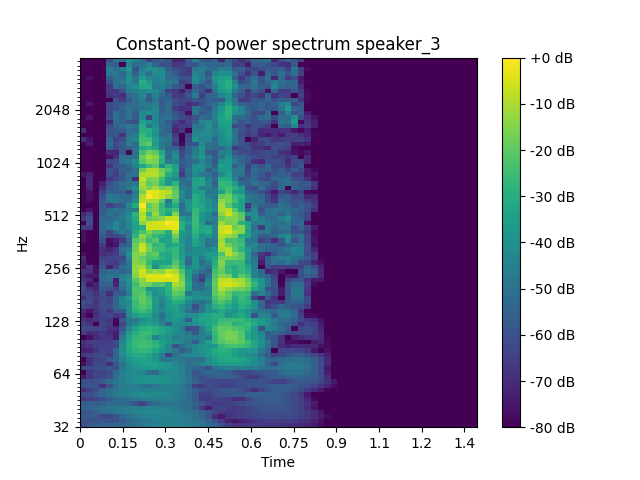 Constant-Q power spectrum speaker_3
Hz
2048
1024
512
256
128
64
32
0 0.15 0.3 0.45 0.6 0.75 0.9 1.1 1.2 1.4
Time
+0 dB
-10 dB
-20 dB
-30 dB
-40 dB
-50 dB
-60 dB
-70 dB
-80 dB